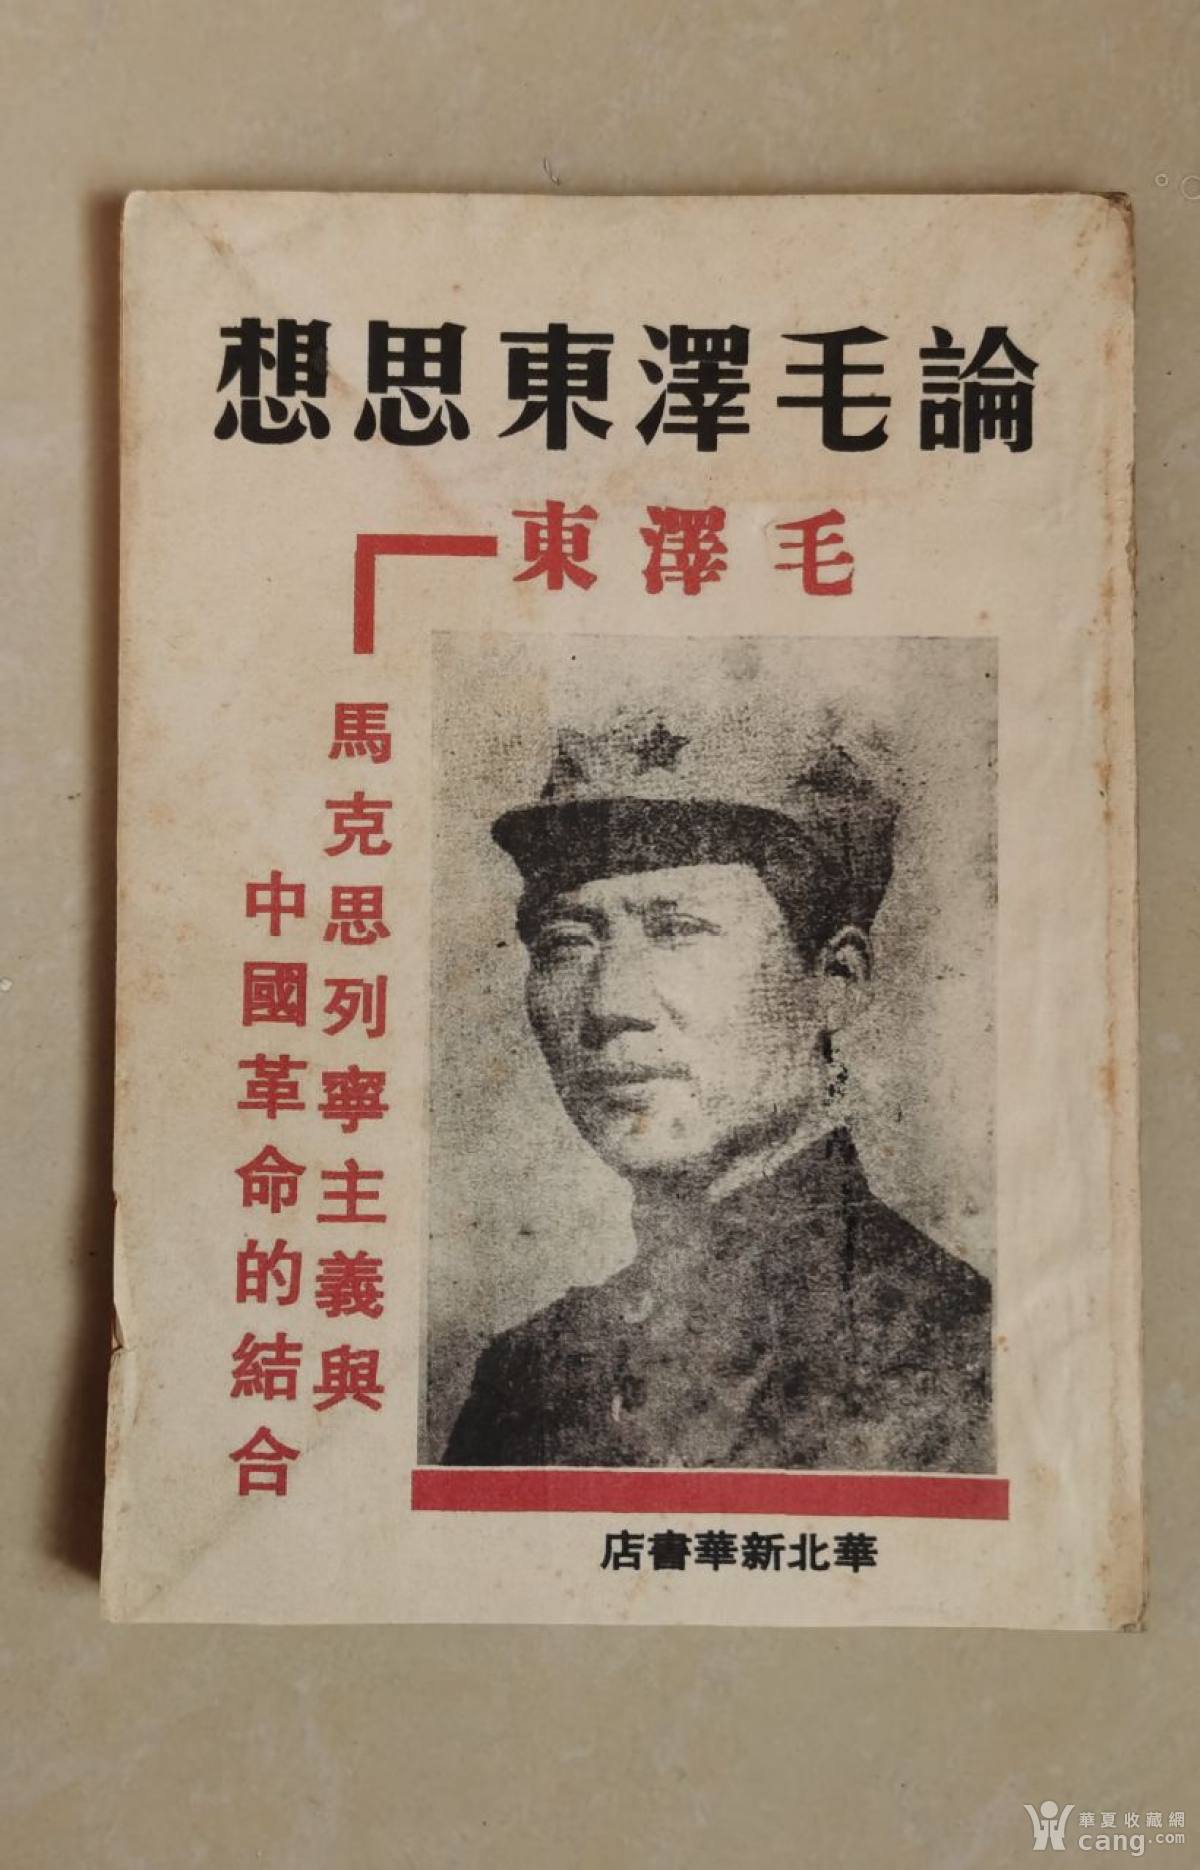 論毛澤東思想
毛澤東
馬克思列寧主義與
中國革命的結合
華北新華書店
華夏收藏網
cang.com